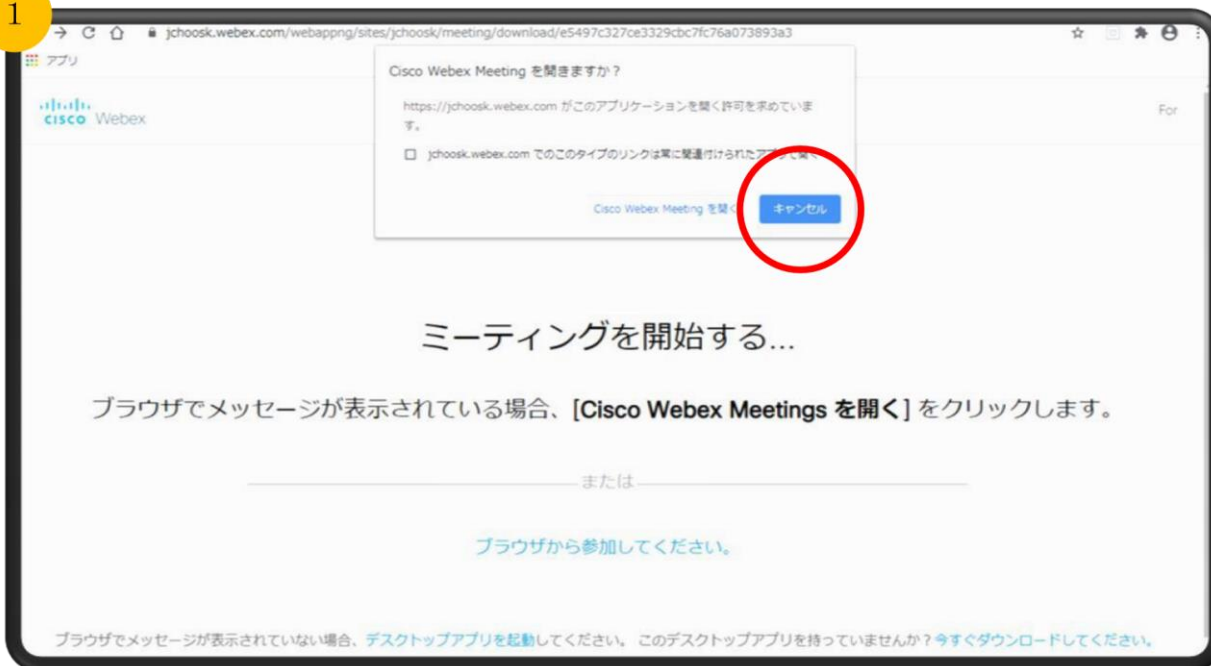 1
jchoosk.webex.com/webappng/sites/jchoosk/meeting/download/e5497c327ce3329cbc7fc76a073893a3
アプリ
Cisco Webex Meeting を開きますか？
https://jchoosk.webex.com がこのアプリケーションを開く許可を求めていま
す。
jchoosk.webex.com でのこのタイプのリンクは常に関連付けられたアプリで開く
Cisco Webex Meeting を開く
キャンセル
CISCO Webex
For
ミーティングを開始する...
ブラウザでメッセージが表示されている場合、[Cisco Webex Meetings を開く] をクリックします。
または
ブラウザから参加してください。
ブラウザでメッセージが表示されていない場合、デスクトップアプリを起動してください。 このデスクトップアプリを持っていませんか？今すぐダウンロードしてください。